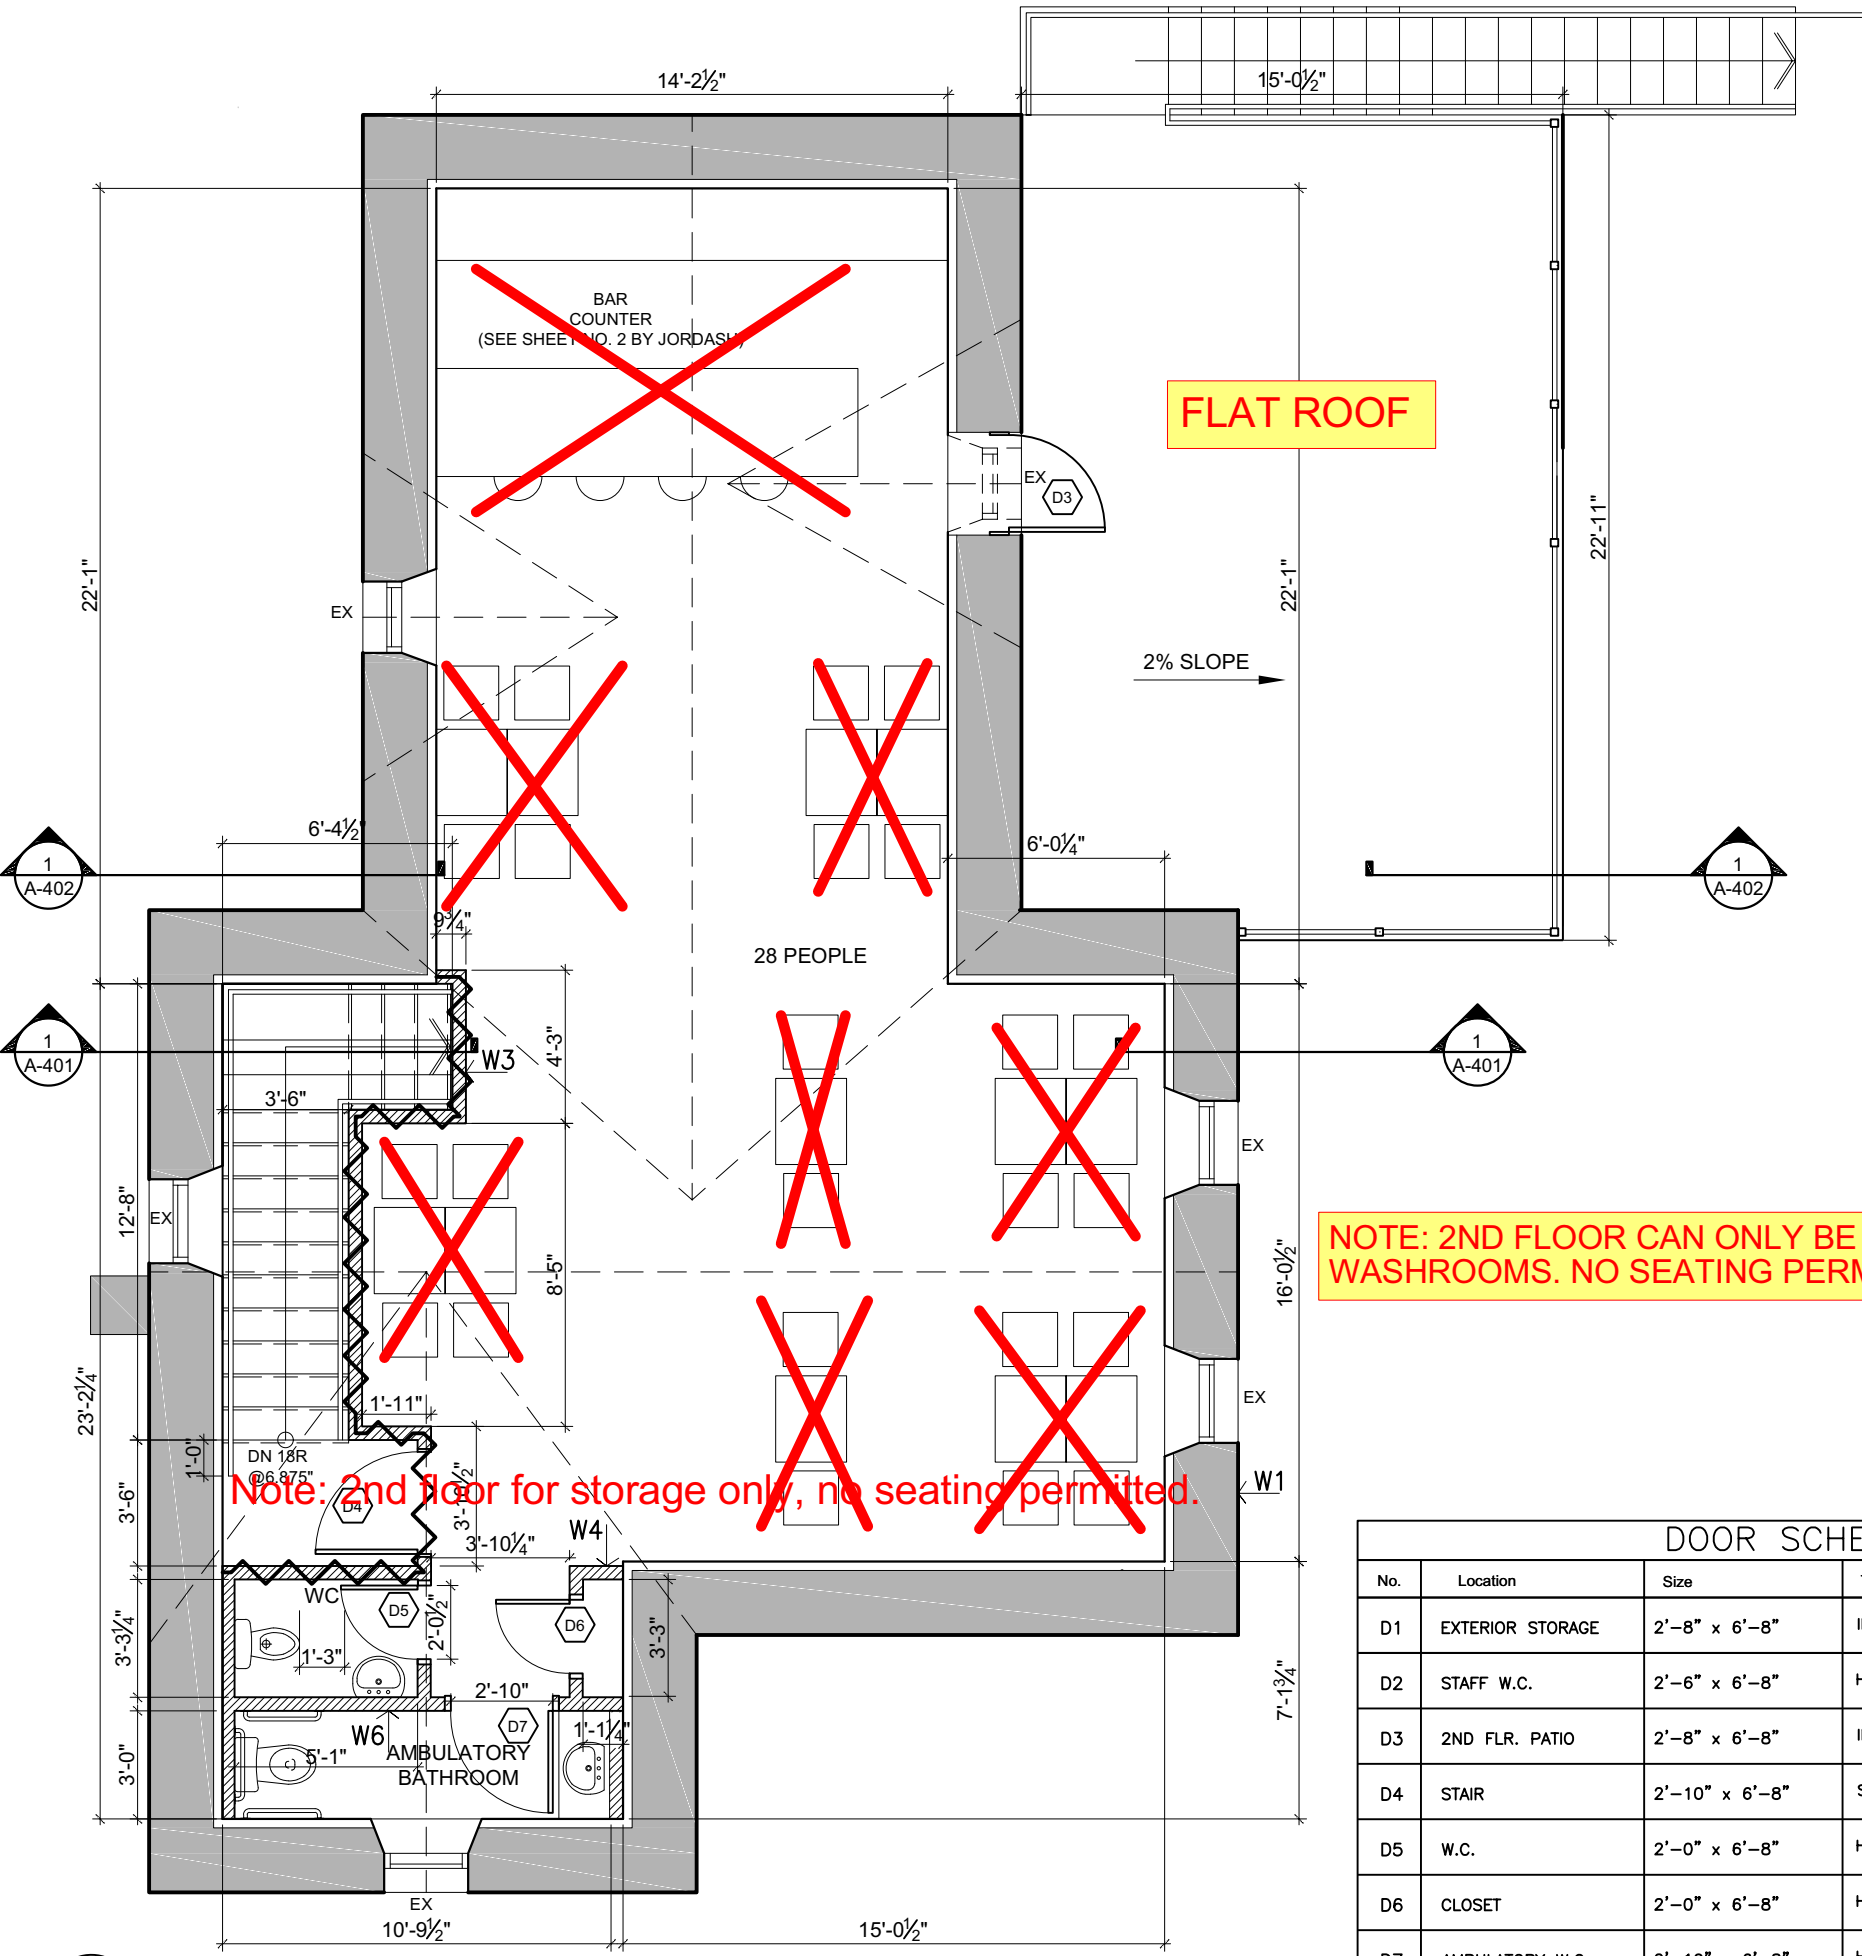 14'-2½"
15'-0½"
BAR
COUNTER
(SEE SHEET NO. 2 BY JORDASH)
FLAT ROOF
EX
D3
22'-1"
22'-1"
22'-11"
EX
2% SLOPE
6'-4½"
6'-0¼"
1
A-402
1
A-402
9¾"
28 PEOPLE
1
A-401
W3
4'-3"
1
A-401
3'-6"
EX
12'-8"
EX
8'-5"
16'-0½"
NOTE: 2ND FLOOR CAN ONLY BE
WASHROOMS. NO SEATING
23'-2¼"
1'-11"
EX
1'-0"
DN 18R
@6.875"
3'-6"
D4
3'-10½"
Note: 2nd floor for storage only, no seating permitted.
W1
W4
3'-10¼"
WC
D5
2'-0½"
D6
3'-3¼"
1'-3"
3'-3"
2'-10"
7'-1¾"
W6
D7
1'-1¼"
3'-0"
5'-1"
AMBULATORY
BATHROOM
EX
10'-9½"
15'-0½"
DOOR
No. Location Size
D1 EXTERIOR STORAGE 2'-8" x 6'-8"
D2 STAFF W.C. 2'-6" x 6'-8"
D3 2ND FLR. PATIO 2'-8" x 6'-8"
D4 STAIR 2'-10" x 6'-8"
D5 W.C. 2'-0" x 6'-8"
D6 CLOSET 2'-0" x 6'-8"